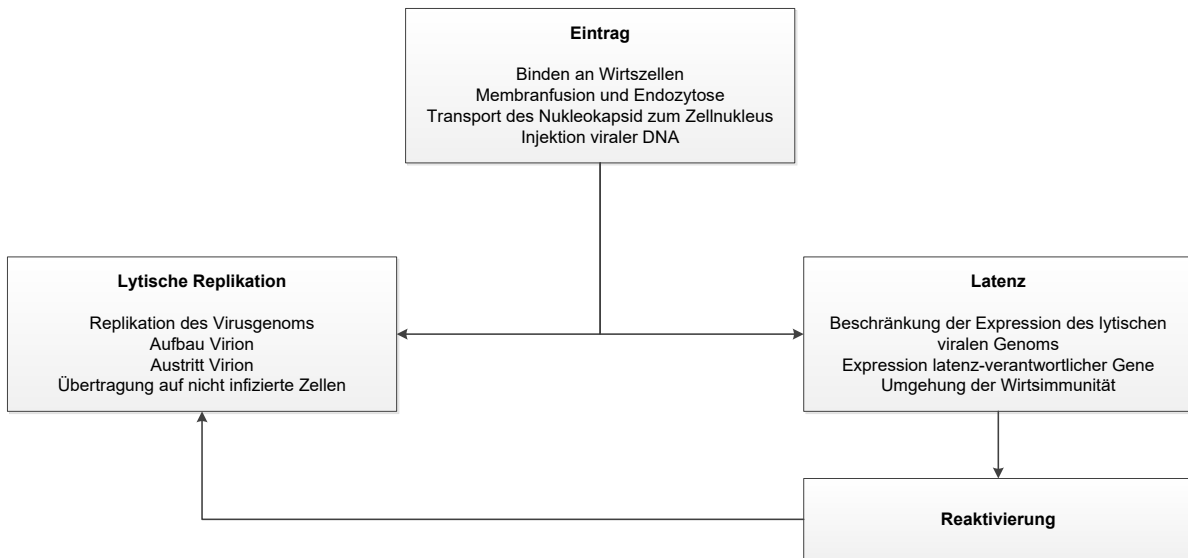 Eintrag
Binden an Wirtszellen
Membranfusion und Endozytose
Transport des Nukleokapsid zum Zellnukleus
Injektion viraler DNA
Lytische Replikation
Replikation des Virusgenoms
Aufbau Virion
Austritt Virion
Übertragung auf nicht infizierte Zellen
Latenz
Beschränkung der Expression des lytischen
viralen Genoms
Expression latenz-verantwortlicher Gene
Umgehung der Wirtsimmunität
Reaktivierung